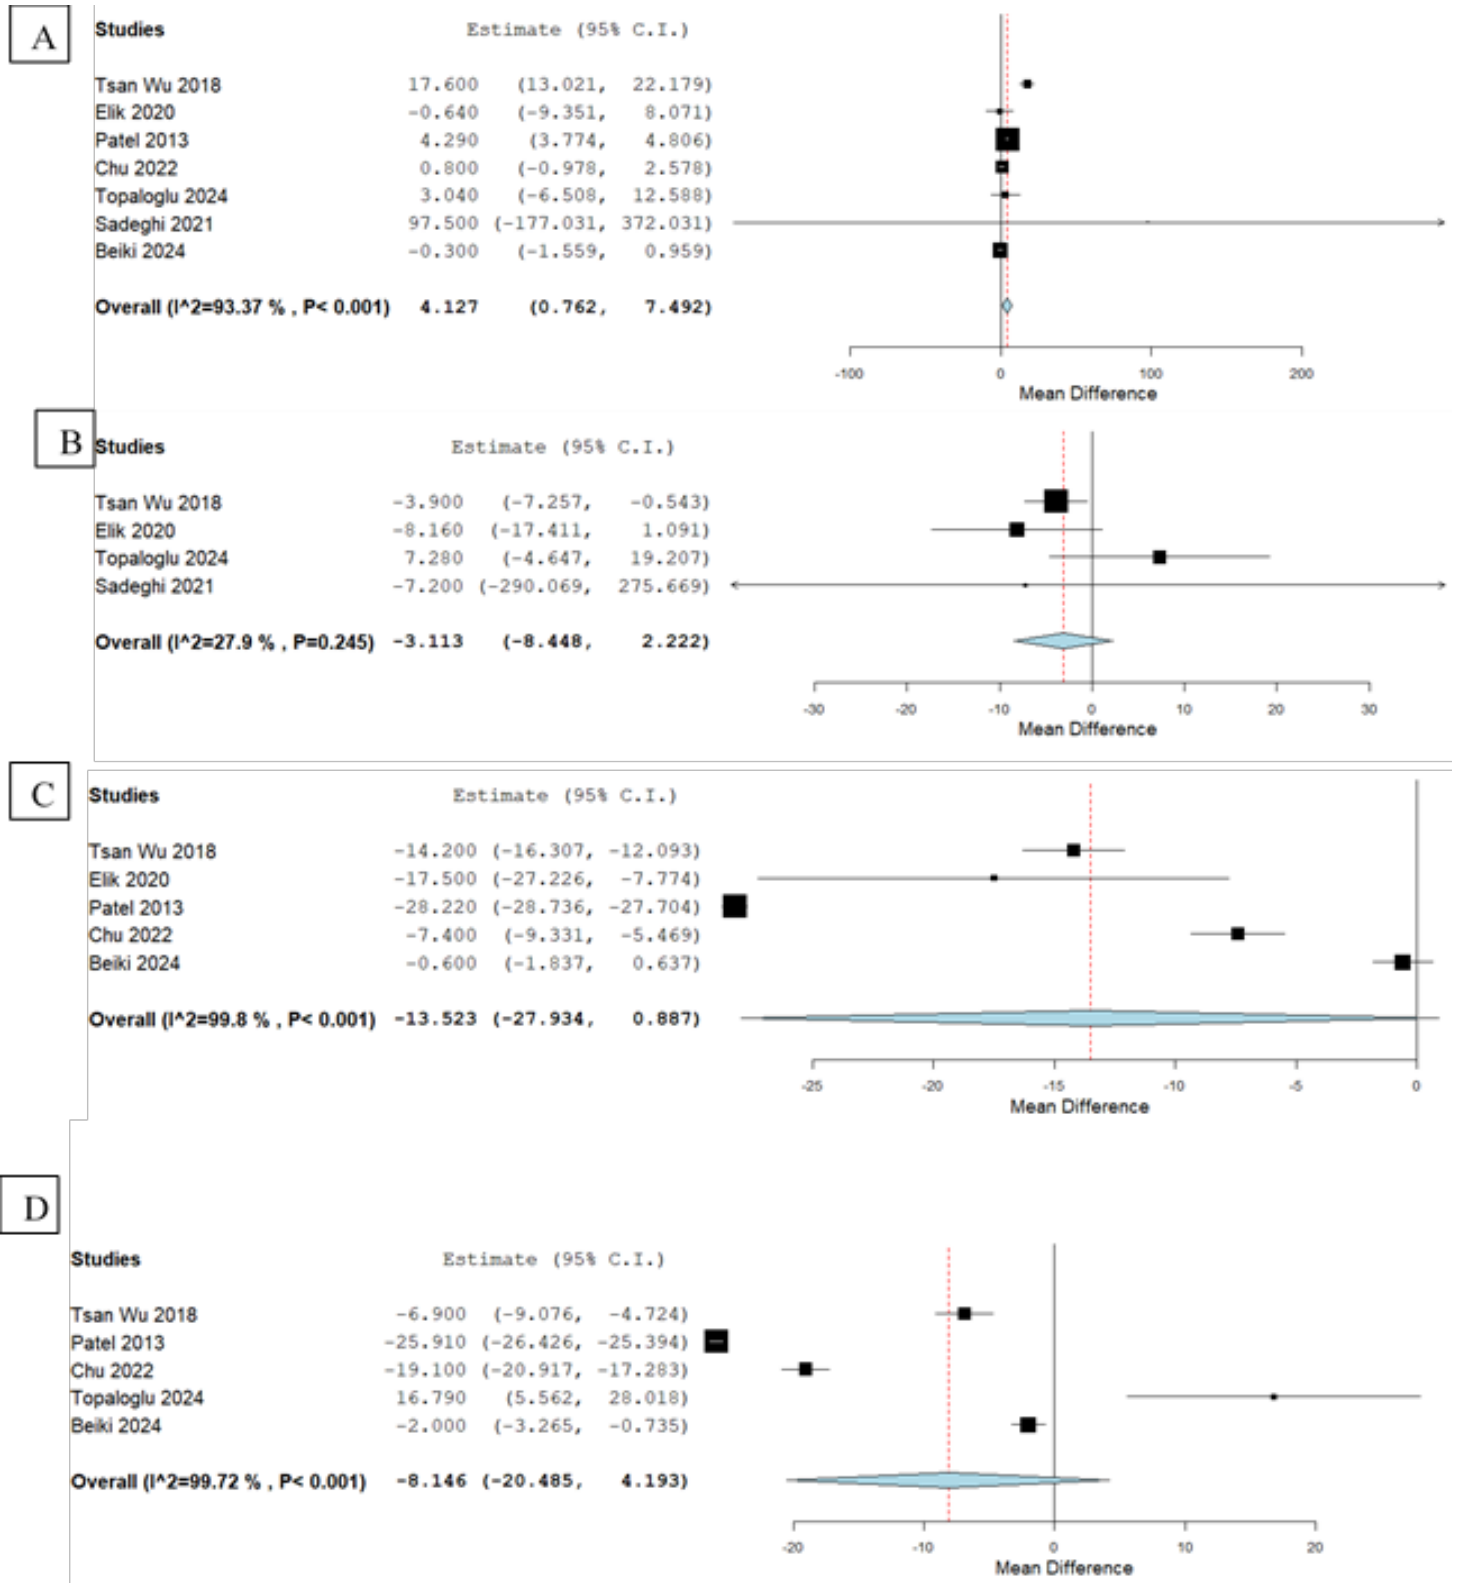 A
Studies Estimate (95% C.I.)
Tsan Wu 2018 17.600 (13.021, 22.179)
Elik 2020 -0.640 (-9.351, 8.071)
Patel 2013 4.290 (3.774, 4.806)
Chu 2022 0.800 (-0.978, 2.578)
Topaloglu 2024 3.040 (-6.508, 12.588)
Sadeghi 2021 97.500 (-177.031, 372.031)
Beiki 2024 -0.300 (-1.559, 0.959)
Overall (I^2=93.37 % , P< 0.001) 4.127 (0.762, 7.492)
-100 0 100 200
Mean Difference
B
Studies Estimate (95% C.I.)
Tsan Wu 2018 -3.900 (-7.257, -0.543)
Elik 2020 -8.160 (-17.411, 1.091)
Topaloglu 2024 7.280 (-4.647, 19.207)
Sadeghi 2021 -7.200 (-290.069, 275.669)
Overall (I^2=27.9 % , P=0.245) -3.113 (-8.448, 2.222)
-30 -20 -10 0 10 20 30
Mean Difference
C
Studies Estimate (95% C.I.)
Tsan Wu 2018 -14.200 (-16.307, -12.093)
Elik 2020 -17.500 (-27.226, -7.774)
Patel 2013 -28.220 (-28.736, -27.704)
Chu 2022 -7.400 (-9.331, -5.469)
Beiki 2024 -0.600 (-1.837, 0.637)
Overall (I^2=99.8 % , P< 0.001) -13.523 (-27.934, 0.887)
-25 -20 -15 -10 -5 0
Mean Difference
D
Studies Estimate (95% C.I.)
Tsan Wu 2018 -6.900 (-9.076, -4.724)
Patel 2013 -25.910 (-26.426, -25.394)
Chu 2022 -19.100 (-20.917, -17.283)
Topaloglu 2024 16.790 (5.562, 28.018)
Beiki 2024 -2.000 (-3.265, -0.735)
Overall (I^2=99.72 % , P< 0.001) -8.146 (-20.485, 4.193)
-20 -10 0 10 20
Mean Difference